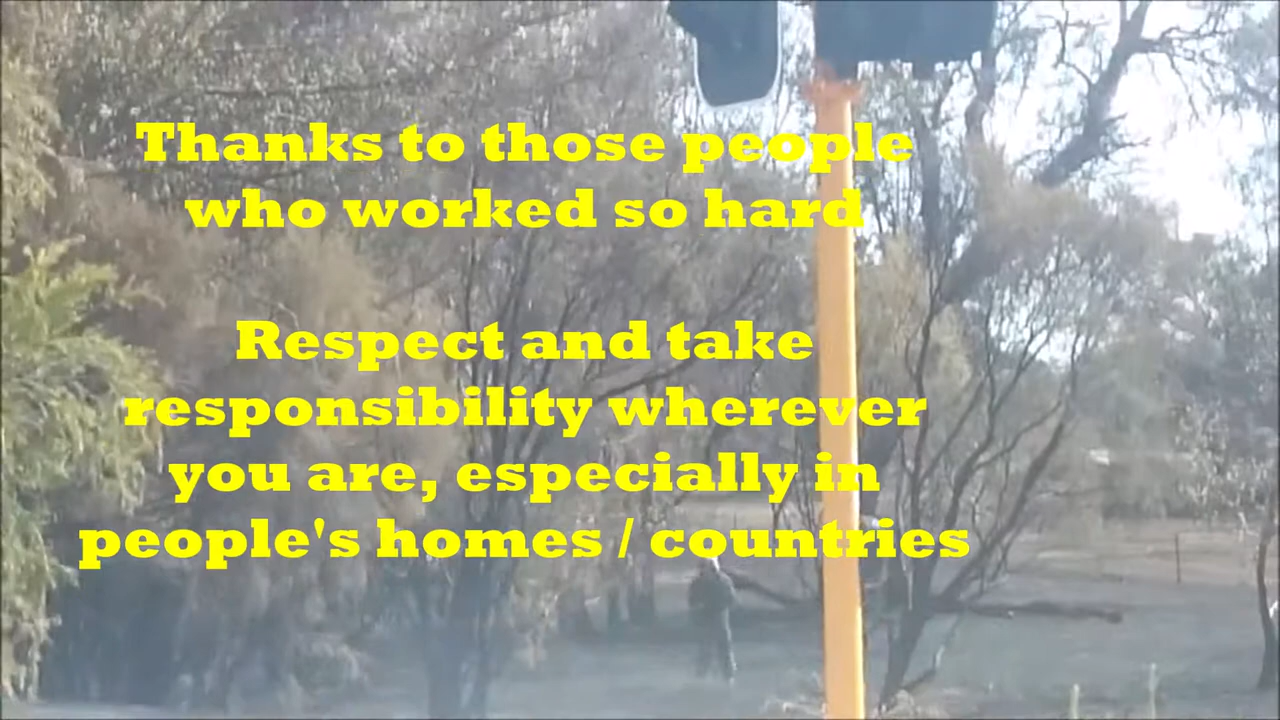 Thanks to those people
who worked so hard
Respect and take
responsibility wherever
you are, especially in
people's homes / countries